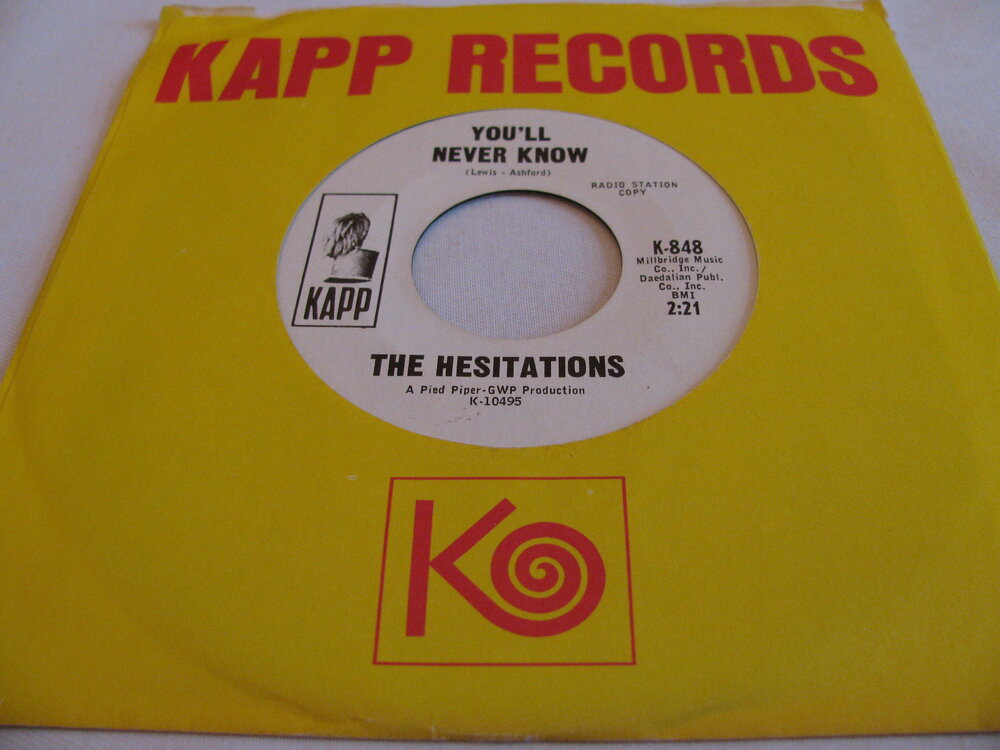 KAPP RECORDS
YOU'LL
NEVER KNOW
(Lewis - Ashford)
RADIO STATION
COPY
K-848
Millbridge Music
Co., Inc./
Daedalian Publ.
Co., Inc.
BMI
2:21
KAPP
THE HESITATIONS
A Pied Piper-GWP Production
K-10495
K